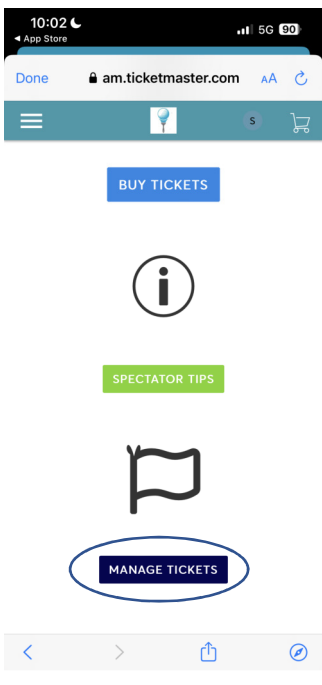 10:02
5G 90
◄ App Store
Done am.ticketmaster.com AA
S
BUY TICKETS
i
SPECTATOR TIPS
MANAGE TICKETS